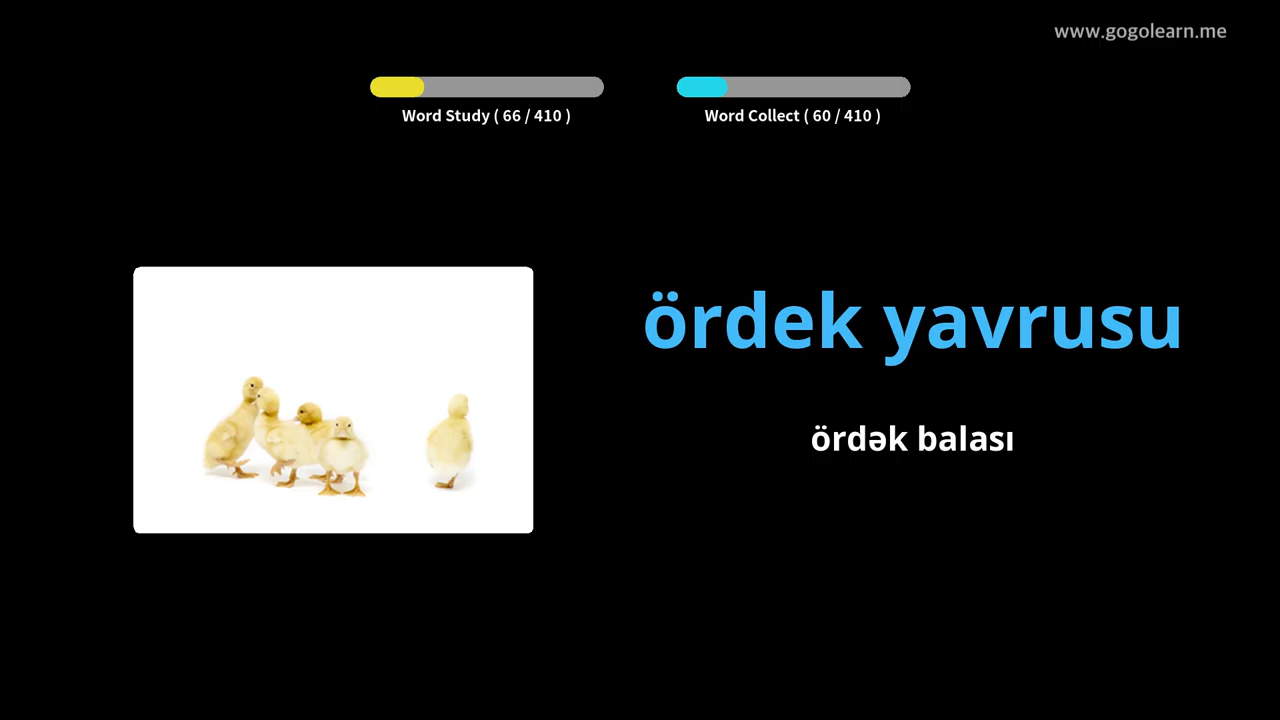 www.gogolearn.me
Word Study ( 66 / 410 )
Word Collect ( 60 / 410 )
ördek yavrusu
ördək balası